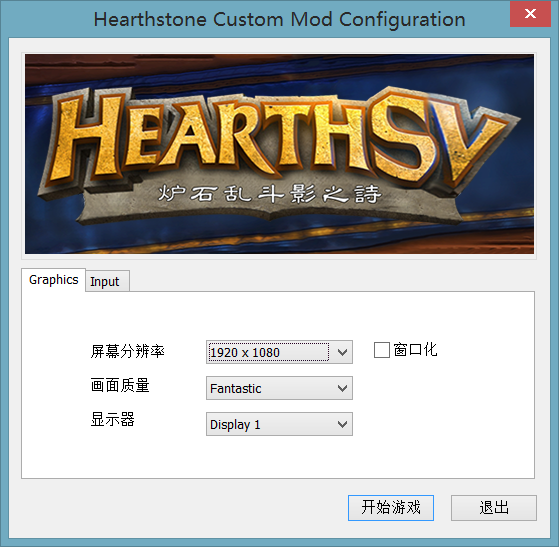 Hearthstone Custom Mod Configuration
HEARTHSV
炉石乱斗影之詩
Graphics
Input
屏幕分辨率
1920 x 1080
窗口化
画面质量
Fantastic
显示器
Display 1
开始游戏
退出